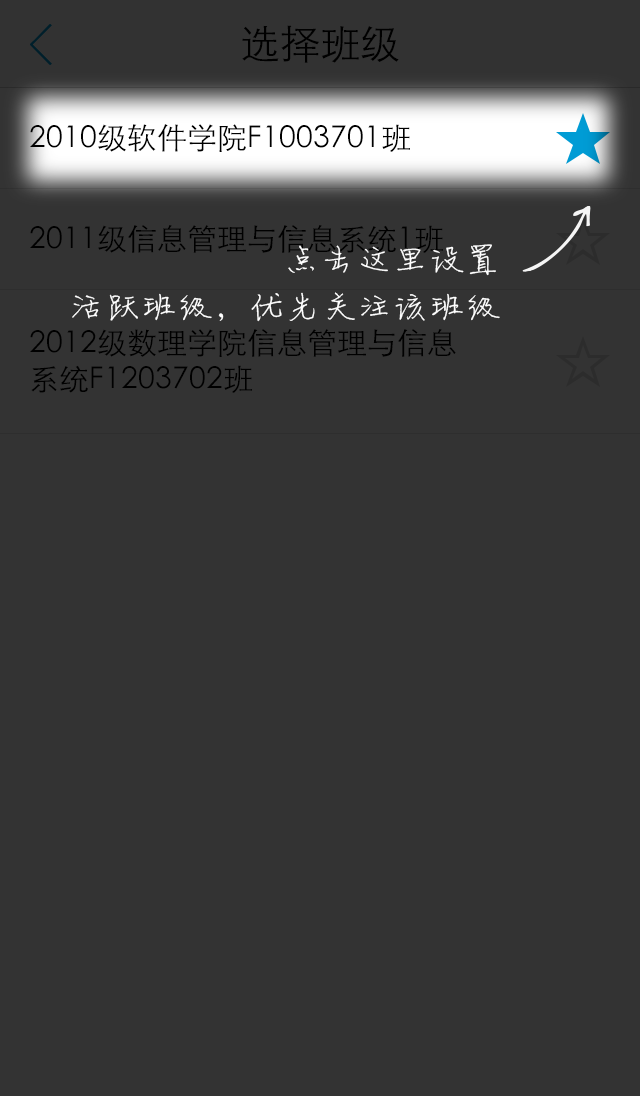 选择班级
2010级软件学院F1003701班
2011级信息管理与信息系统1班
点击这里设置
活跃班级，优先关注该班级
2012级数理学院信息管理与信息
系统F1203702班